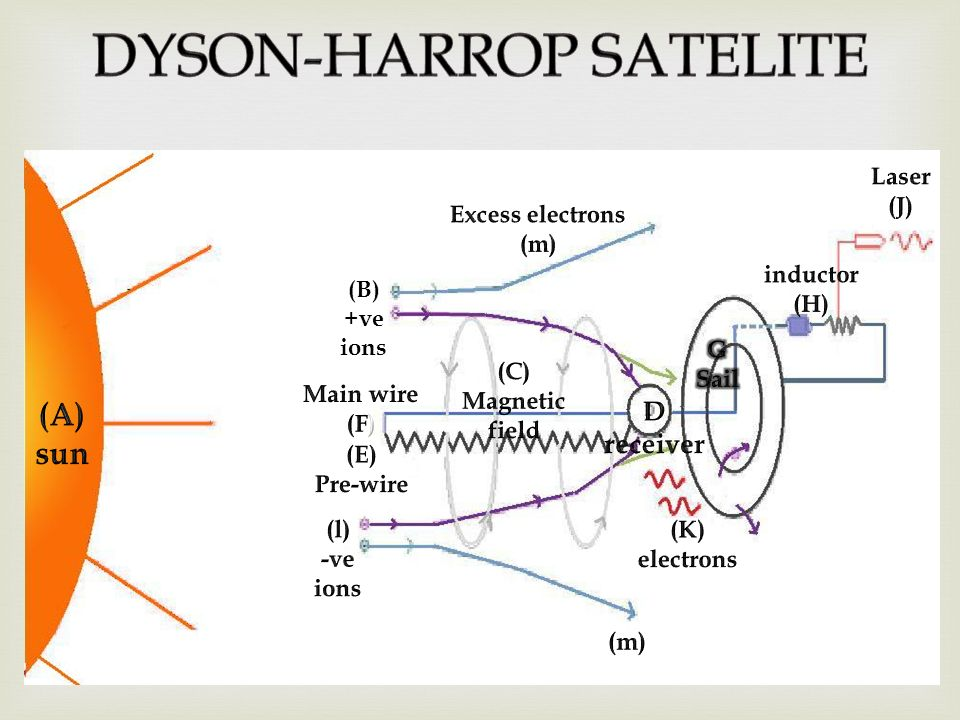 DYSON-HARROP SATELITE
Laser
(J)
Excess electrons
(m)
inductor
(H)
(B)
+ve
ions
G
Sail
(C)
Magnetic
field
Main wire
(F)
(E)
Pre-wire
(A)
sun
D
receiver
(l)
-ve
ions
(K)
electrons
(m)